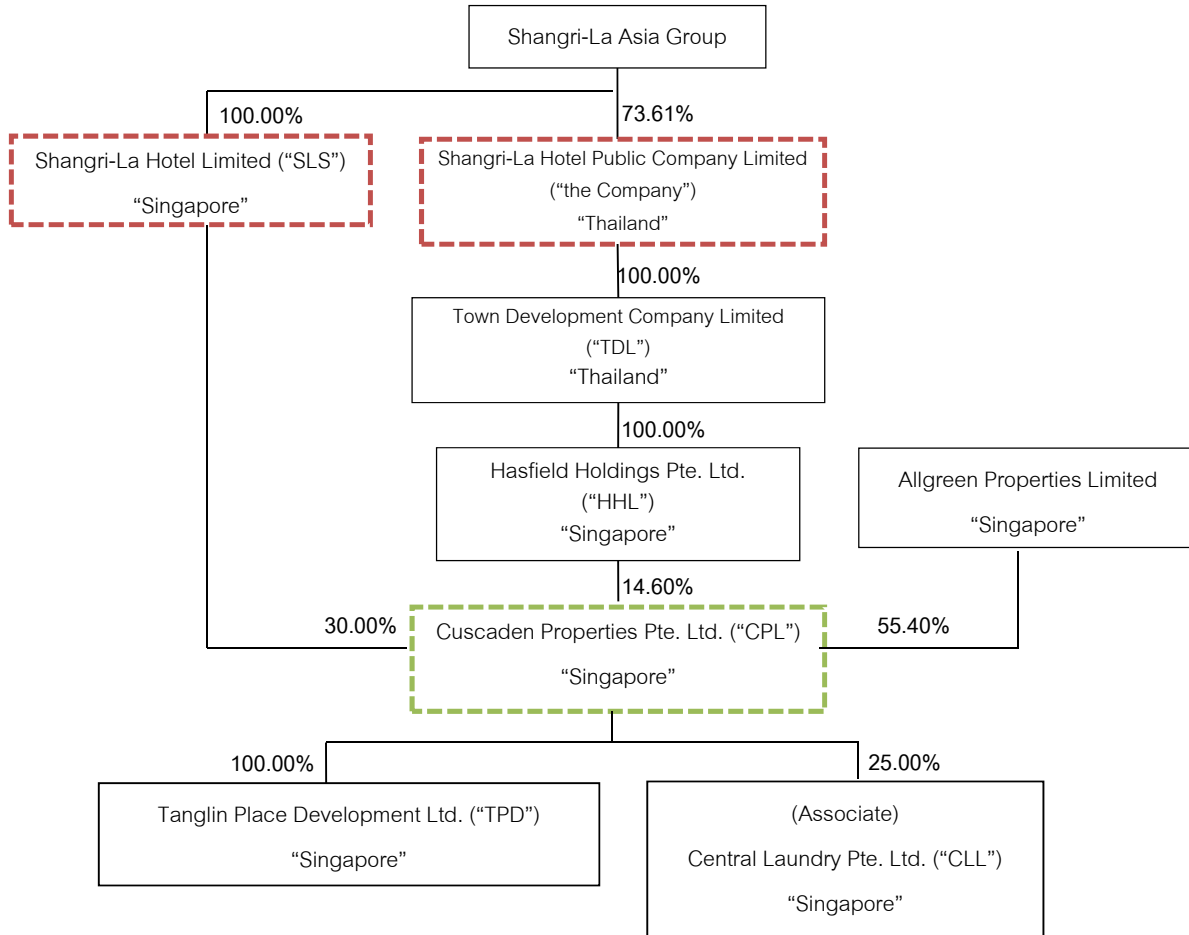 Shangri-La Asia Group
100.00%
73.61%
Shangri-La Hotel Limited (“SLS”)
“Singapore”
Shangri-La Hotel Public Company Limited
(“the Company”)
“Thailand”
100.00%
Town Development Company Limited
(“TDL”)
“Thailand”
100.00%
Hasfield Holdings Pte. Ltd.
(“HHL”)
“Singapore”
Allgreen Properties Limited
“Singapore”
14.60%
30.00%
Cuscaden Properties Pte. Ltd. (“CPL”)
“Singapore”
55.40%
100.00%
25.00%
Tanglin Place Development Ltd. (“TPD”)
“Singapore”
(Associate)
Central Laundry Pte. Ltd. (“CLL”)
“Singapore”